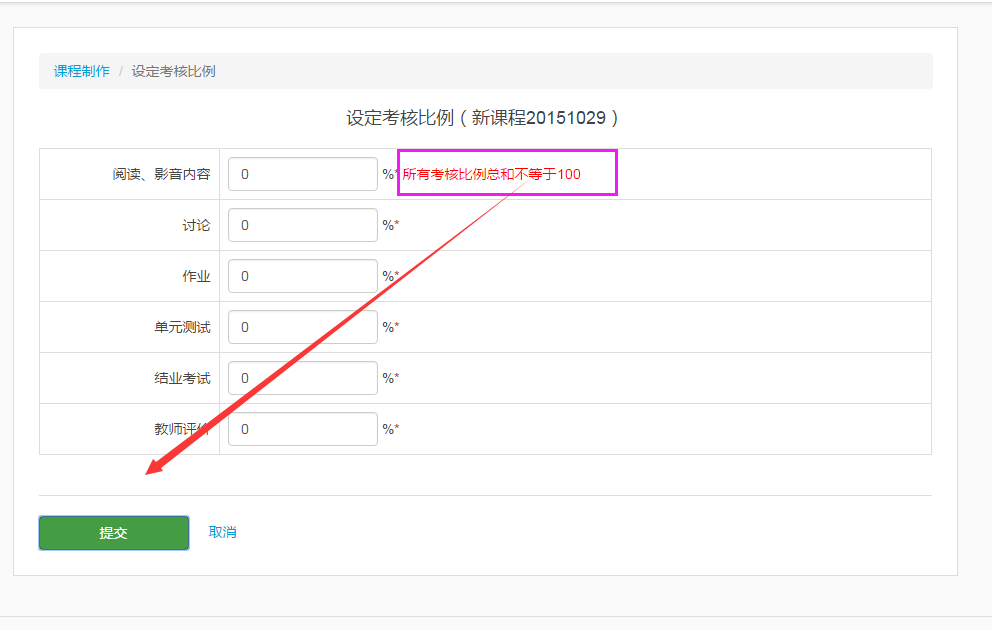 课程制作 / 设定考核比例
设定考核比例（新课程20151029）
阅读、影音内容 0 %* 所有考核比例总和不等于100
讨论 0 %*
作业 0 %*
单元测试 0 %*
结业考试 0 %*
教师评价 0 %*
提交 取消